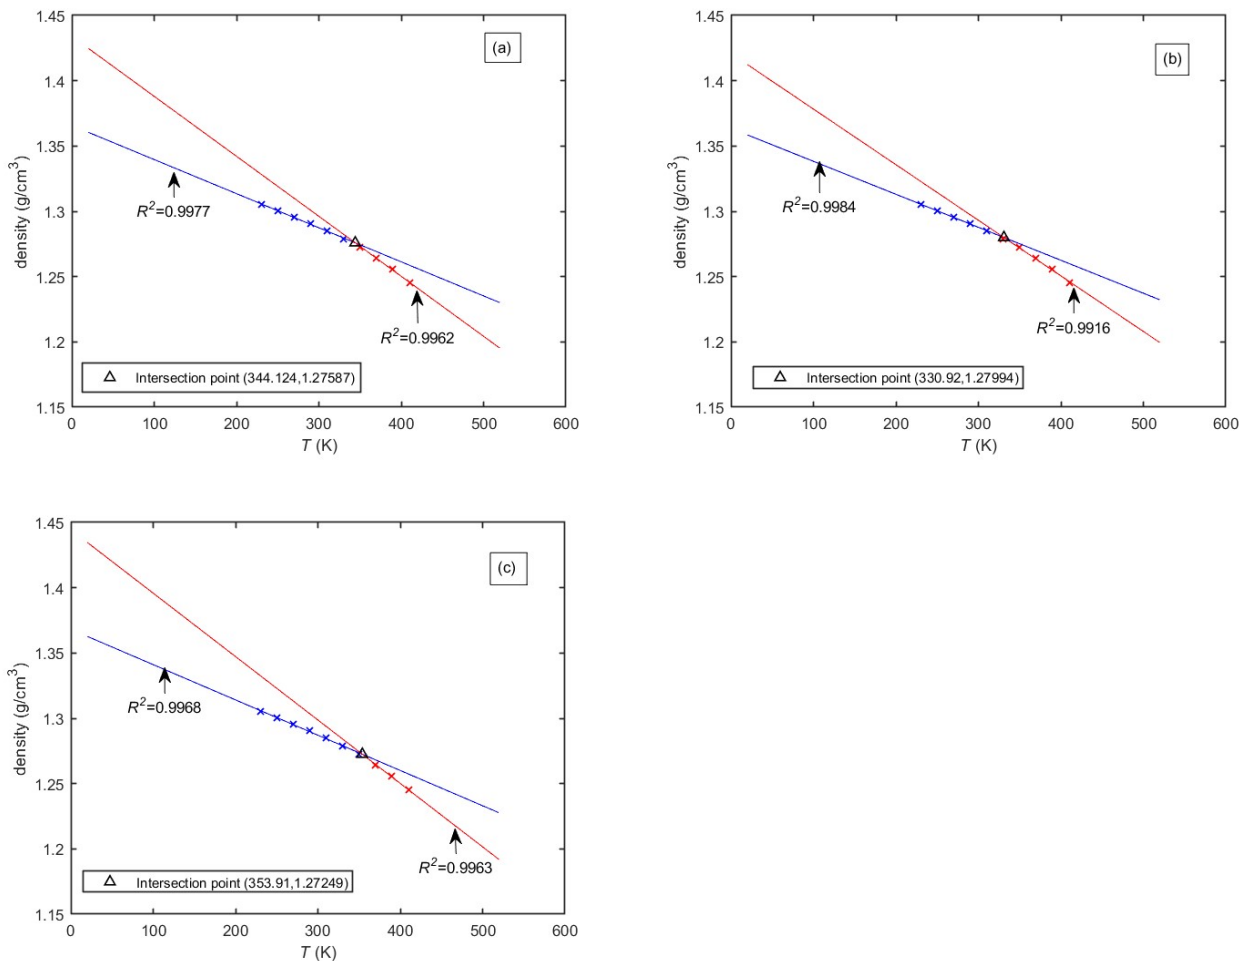 1.45
(a)
1.4
1.35
density (g/cm3)
R2=0.9977
1.3
1.25
R2=0.9962
1.2
Intersection point (344.124,1.27587)
1.15
0 100 200 300 400 500 600
T (K)
1.45
(b)
1.4
1.35
density (g/cm3)
R2=0.9984
1.3
1.25
R2=0.9916
1.2
Intersection point (330.92,1.27994)
1.15
0 100 200 300 400 500 600
T (K)
1.45
(c)
1.4
1.35
density (g/cm3)
R2=0.9968
1.3
1.25
1.2
R2=0.9963
Intersection point (353.91,1.27249)
1.15
0 100 200 300 400 500 600
T (K)